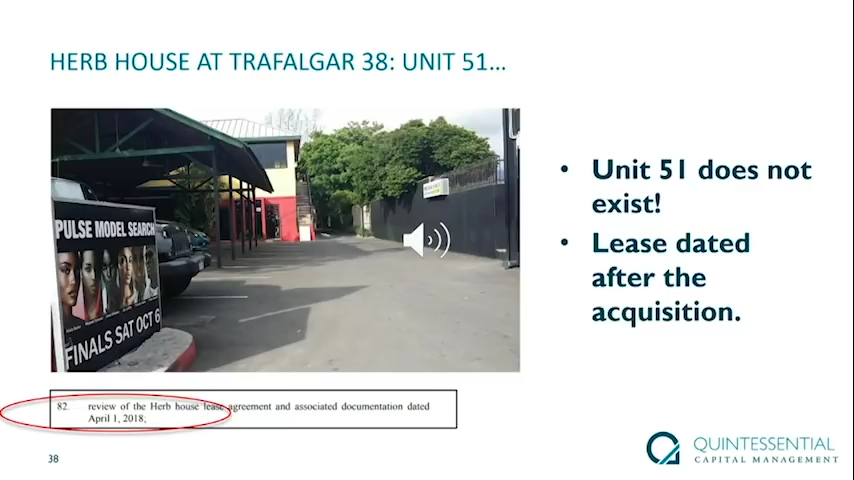 HERB HOUSE AT TRAFALGAR 38: UNIT 51...
PULSE MODEL SEARCH
FINALS SAT OCT 6
• Unit 51 does not
exist!
• Lease dated
after the
acquisition.
82. review of the Herb house lease agreement and associated documentation dated
April 1, 2018;
38
QUINTESSENTIAL
CAPITAL MANAGEMENT